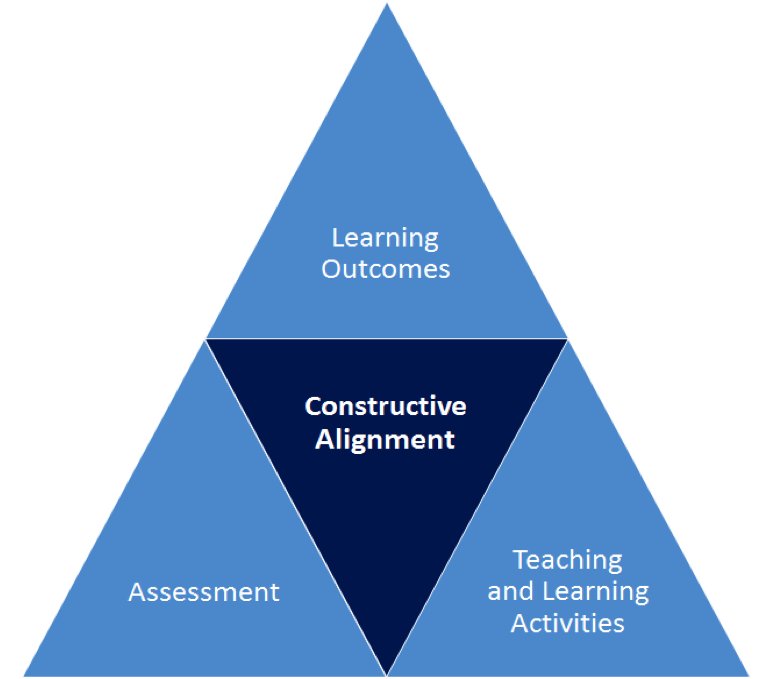 Learning
Outcomes
Constructive
Alignment
Assessment
Teaching
and Learning
Activities